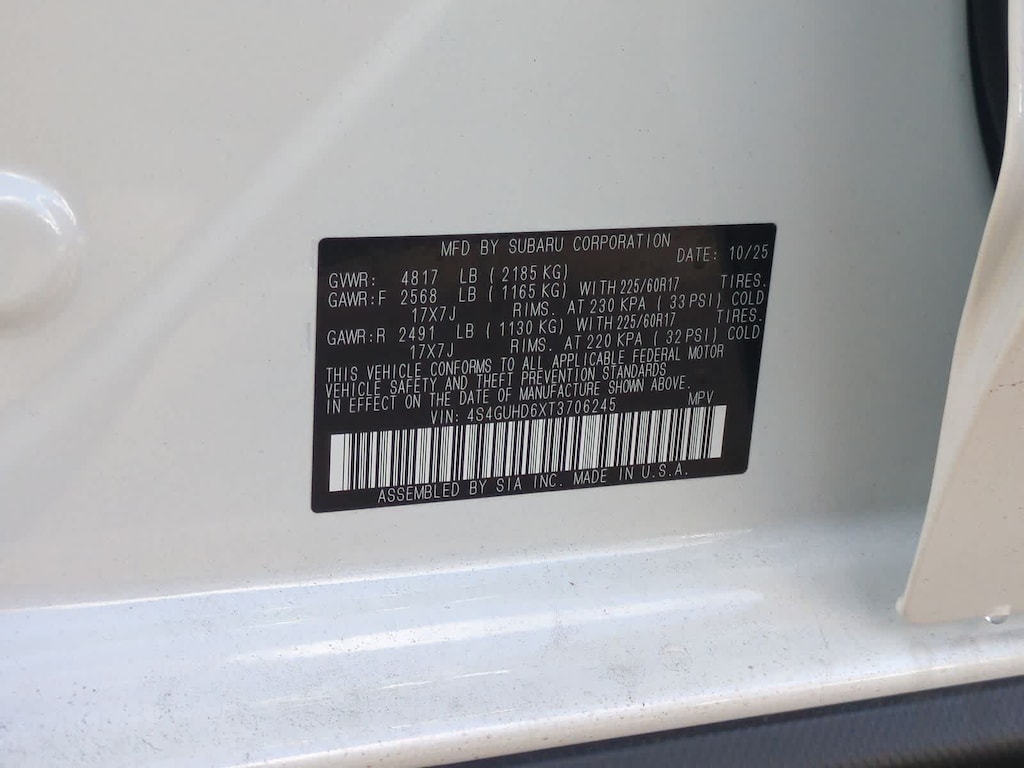 MFD BY SUBARU CORPORATION DATE: 10/25
GVWR: 4817 LB ( 2185 KG)
GAWR:F 2568 LB ( 1165 KG) WITH 225/60R17 TIRES.
17X7J RIMS. AT 230 KPA ( 33 PSI) COLD
GAWR:R 2491 LB ( 1130 KG) WITH 225/60R17 TIRES.
17X7J RIMS. AT 220 KPA ( 32 PSI) COLD
THIS VEHICLE CONFORMS TO ALL APPLICABLE FEDERAL MOTOR
VEHICLE SAFETY AND THEFT PREVENTION STANDARDS
IN EFFECT ON THE DATE OF MANUFACTURE SHOWN ABOVE.
VIN: 4S4GUHD6XT3706245 MPV
ASSEMBLED BY SIA INC. MADE IN U.S.A.